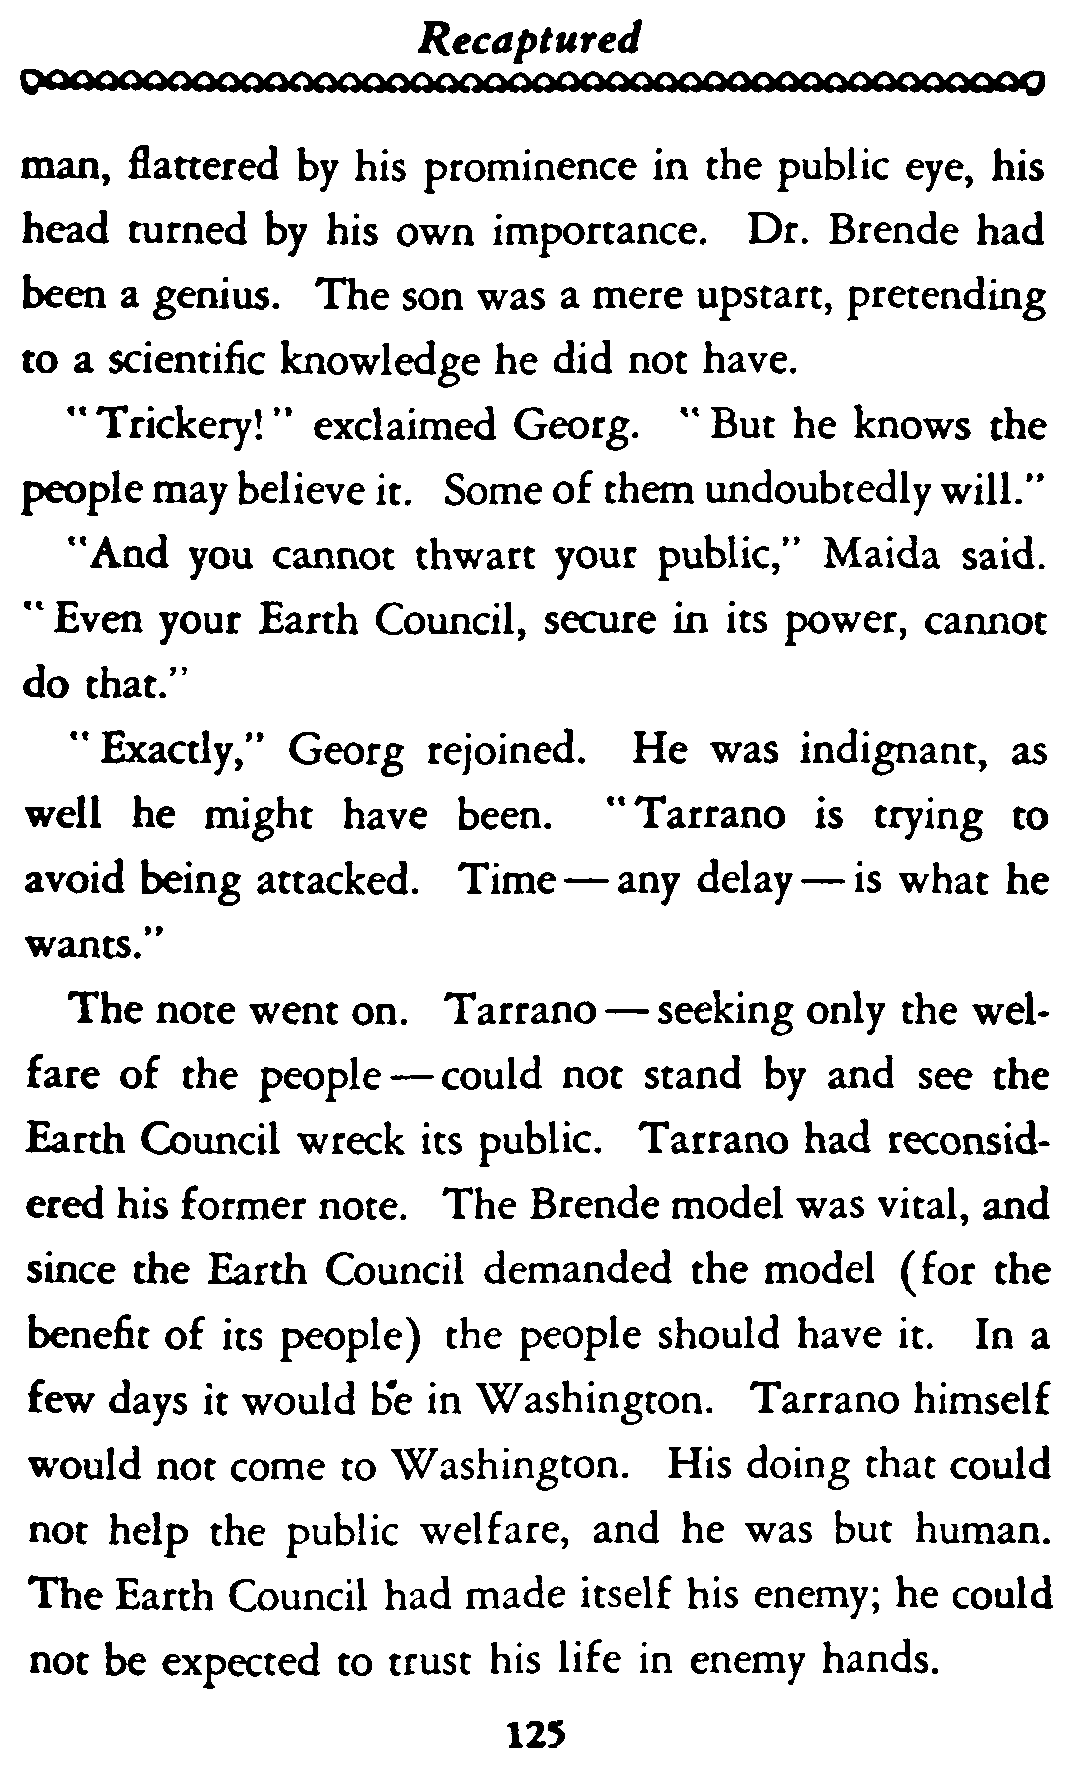 Recaptured
man, flattered by his prominence in the public eye, his
head turned by his own importance. Dr. Brende had
been a genius. The son was a mere upstart, pretending
to a scientific knowledge he did not have.
"Trickery!" exclaimed Georg. "But he knows the
people may believe it. Some of them undoubtedly will."
"And you cannot thwart your public," Maida said.
"Even your Earth Council, secure in its power, cannot
do that."
"Exactly," Georg rejoined. He was indignant, as
well he might have been. "Tarrano is trying to
avoid being attacked. Time—any delay—is what he
wants."
The note went on. Tarrano—seeking only the wel-
fare of the people—could not stand by and see the
Earth Council wreck its public. Tarrano had reconsid-
ered his former note. The Brende model was vital, and
since the Earth Council demanded the model (for the
benefit of its people) the people should have it. In a
few days it would be in Washington. Tarrano himself
would not come to Washington. His doing that could
not help the public welfare, and he was but human.
The Earth Council had made itself his enemy; he could
not be expected to trust his life in enemy hands.
125